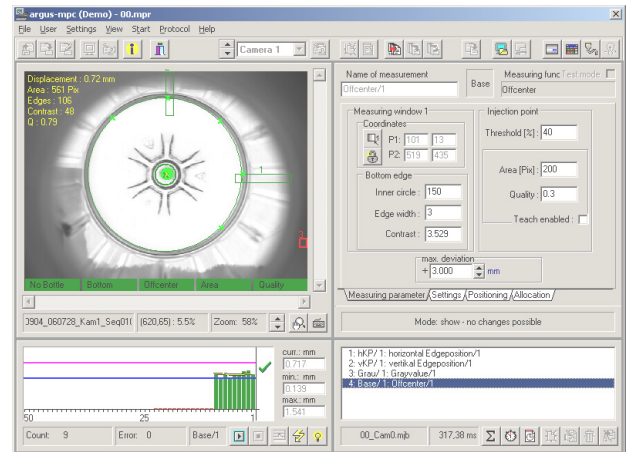 argus-mpc (Demo) - 00.mpr
File User Settings View Start Protocol Help
Camera 1
Displacement : 0.72 mm
Area : 561 Pix
Edges : 106
Contrast : 48
Q : 0.79
1
No Bottle Bottom Offcenter Area Quality
(620,65) : 5.5% Zoom: 58%
Name of measurement
Offcenter/1
Base
Measuring func Test mode
Offcenter
Measuring window 1
Coordinates
P1: 101 13
P2: 519 435
Bottom edge
Inner circle : 150
Edge width : 3
Contrast : 3.529
Injection point
Threshold [%] : 40
Area [Pix] : 200
Quality : 0.3
Teach enabled :
max. deviation
+ 3.000 mm
Measuring parameter Settings Positioning Allocation
Mode: show - no changes possible
curr.: mm
0.717
min.: mm
0.139
max.: mm
1.541
50 25 1
Count: 9 Error: 0 Base/1
1: hKP/ 1: horizontal Edgeposition/1
2: vKP/ 1: vertikal Edgeposition/1
3: Grau/ 1: Grayvalue/1
4: Base/ 1: Offcenter/1
00_Cam0.mjb 317,38 ms